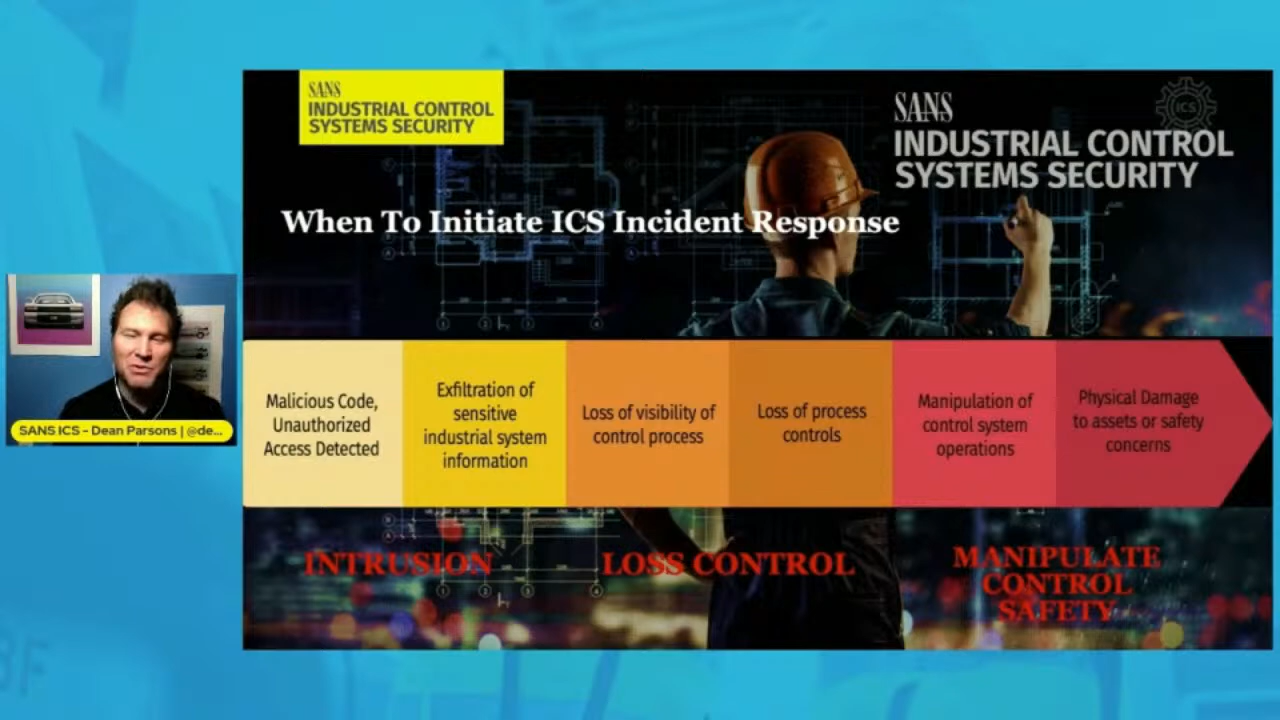 SANS
INDUSTRIAL CONTROL
SYSTEMS SECURITY
SANS
ICS
INDUSTRIAL CONTROL
SYSTEMS SECURITY
When To Initiate ICS Incident Response
Malicious Code,
Unauthorized
Access Detected
Exfiltration of
sensitive
industrial system
information
Loss of visibility of
control process
Loss of process
controls
Manipulation of
control system
operations
Physical Damage
to assets or safety
concerns
INTRUSION
LOSS CONTROL
MANIPULATE
CONTROL
SAFETY
SANS ICS - Dean Parsons | @de...